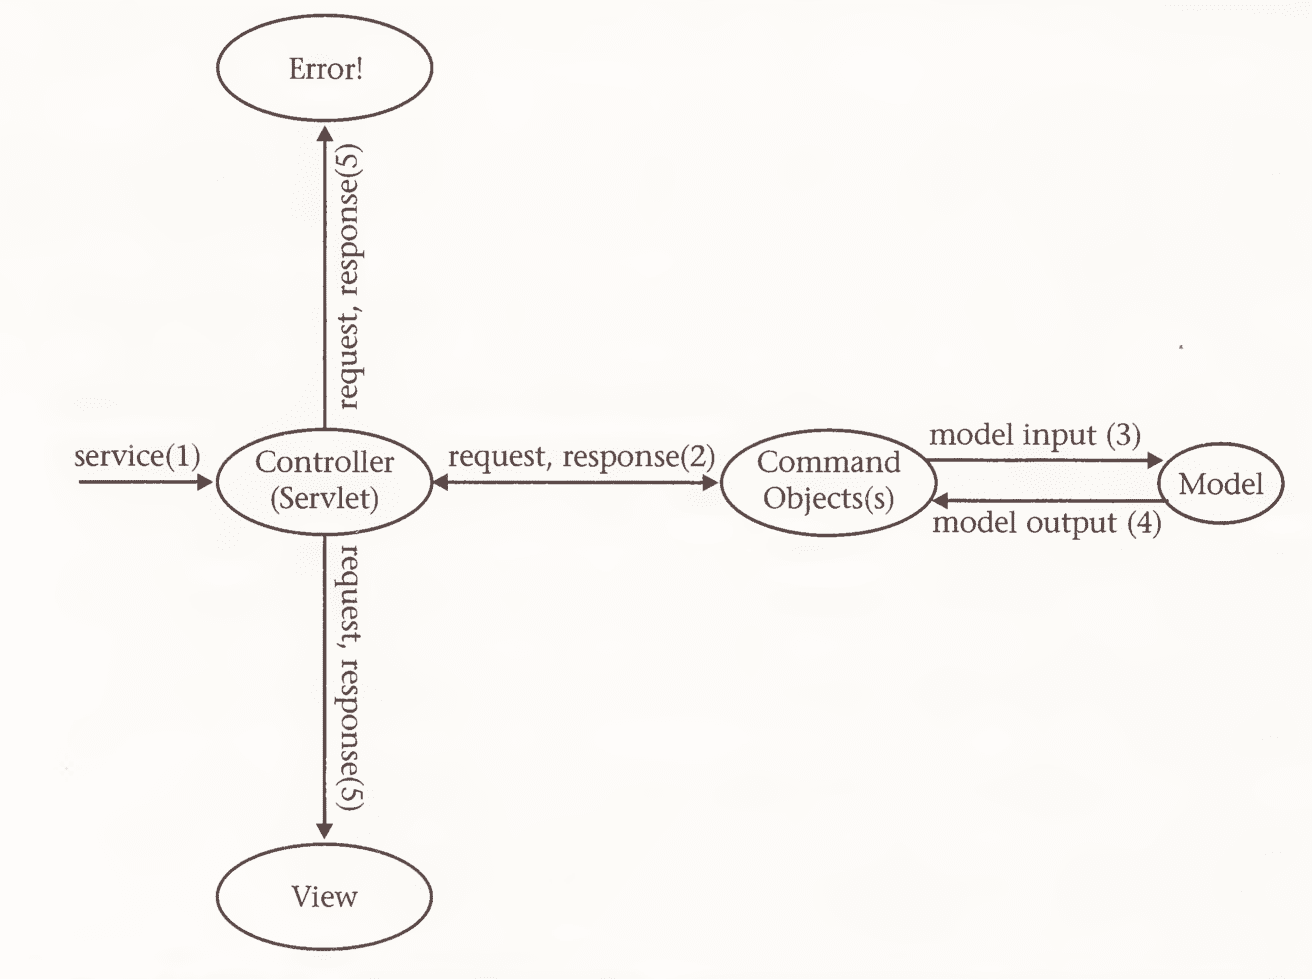 Error!
request, response(5)
service(1)
Controller
(Servlet)
request, response(2)
Command
Objects(s)
model input (3)
Model
model output (4)
request, response(5)
View